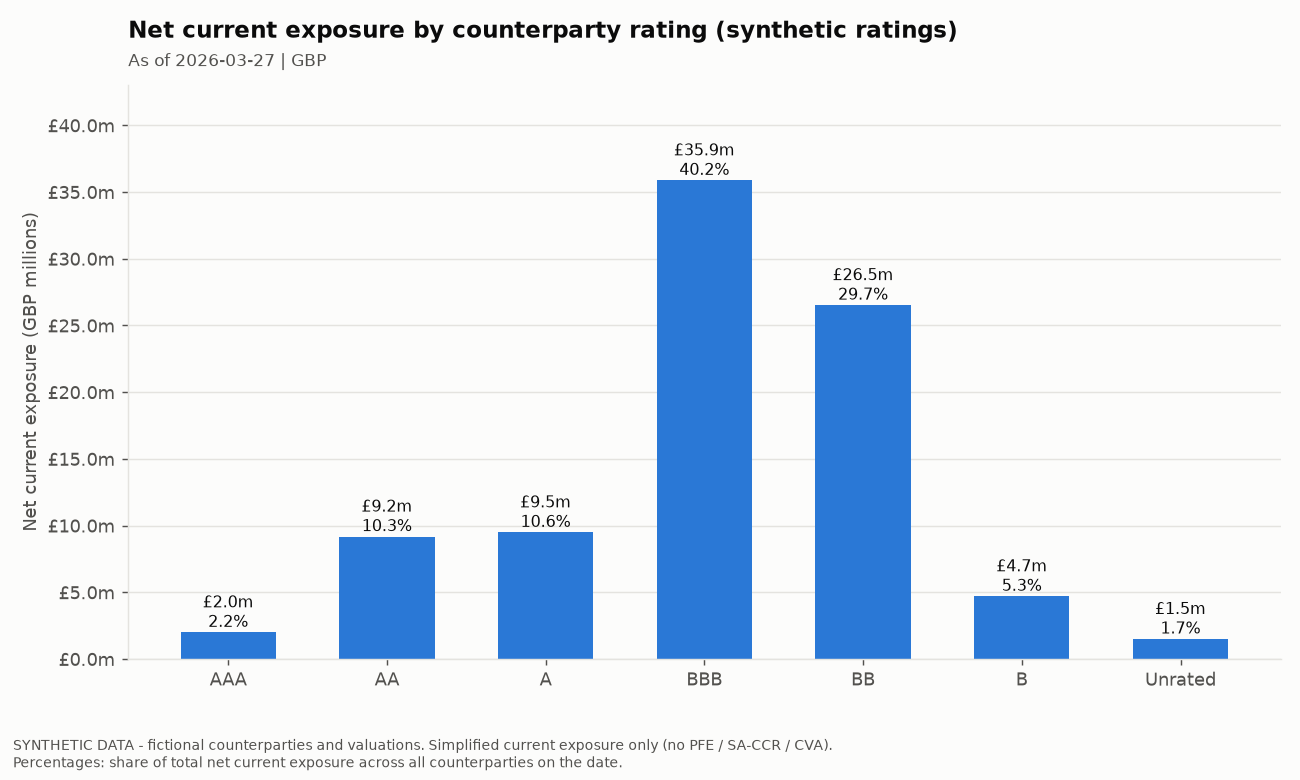 Net current exposure by counterparty rating (synthetic ratings)
As of 2026-03-27 | GBP
Net current exposure (GBP millions)
£40.0m
£35.0m
£30.0m
£25.0m
£20.0m
£15.0m
£10.0m
£5.0m
£0.0m
£2.0m
2.2%
£9.2m
10.3%
£9.5m
10.6%
£35.9m
40.2%
£26.5m
29.7%
£4.7m
5.3%
£1.5m
1.7%
AAA
AA
A
BBB
BB
B
Unrated
SYNTHETIC DATA - fictional counterparties and valuations. Simplified current exposure only (no PFE / SA-CCR / CVA).
Percentages: share of total net current exposure across all counterparties on the date.